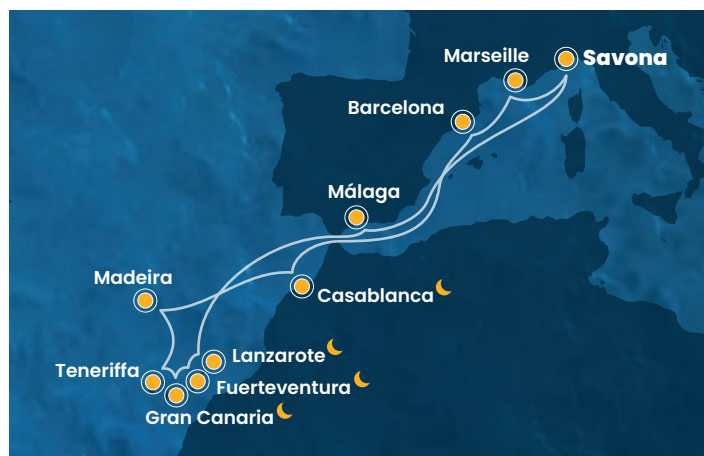 Marseille
Savona
Barcelona
Málaga
Madeira
Casablanca
Lanzarote
Teneriffa
Fuerteventura
Gran Canaria